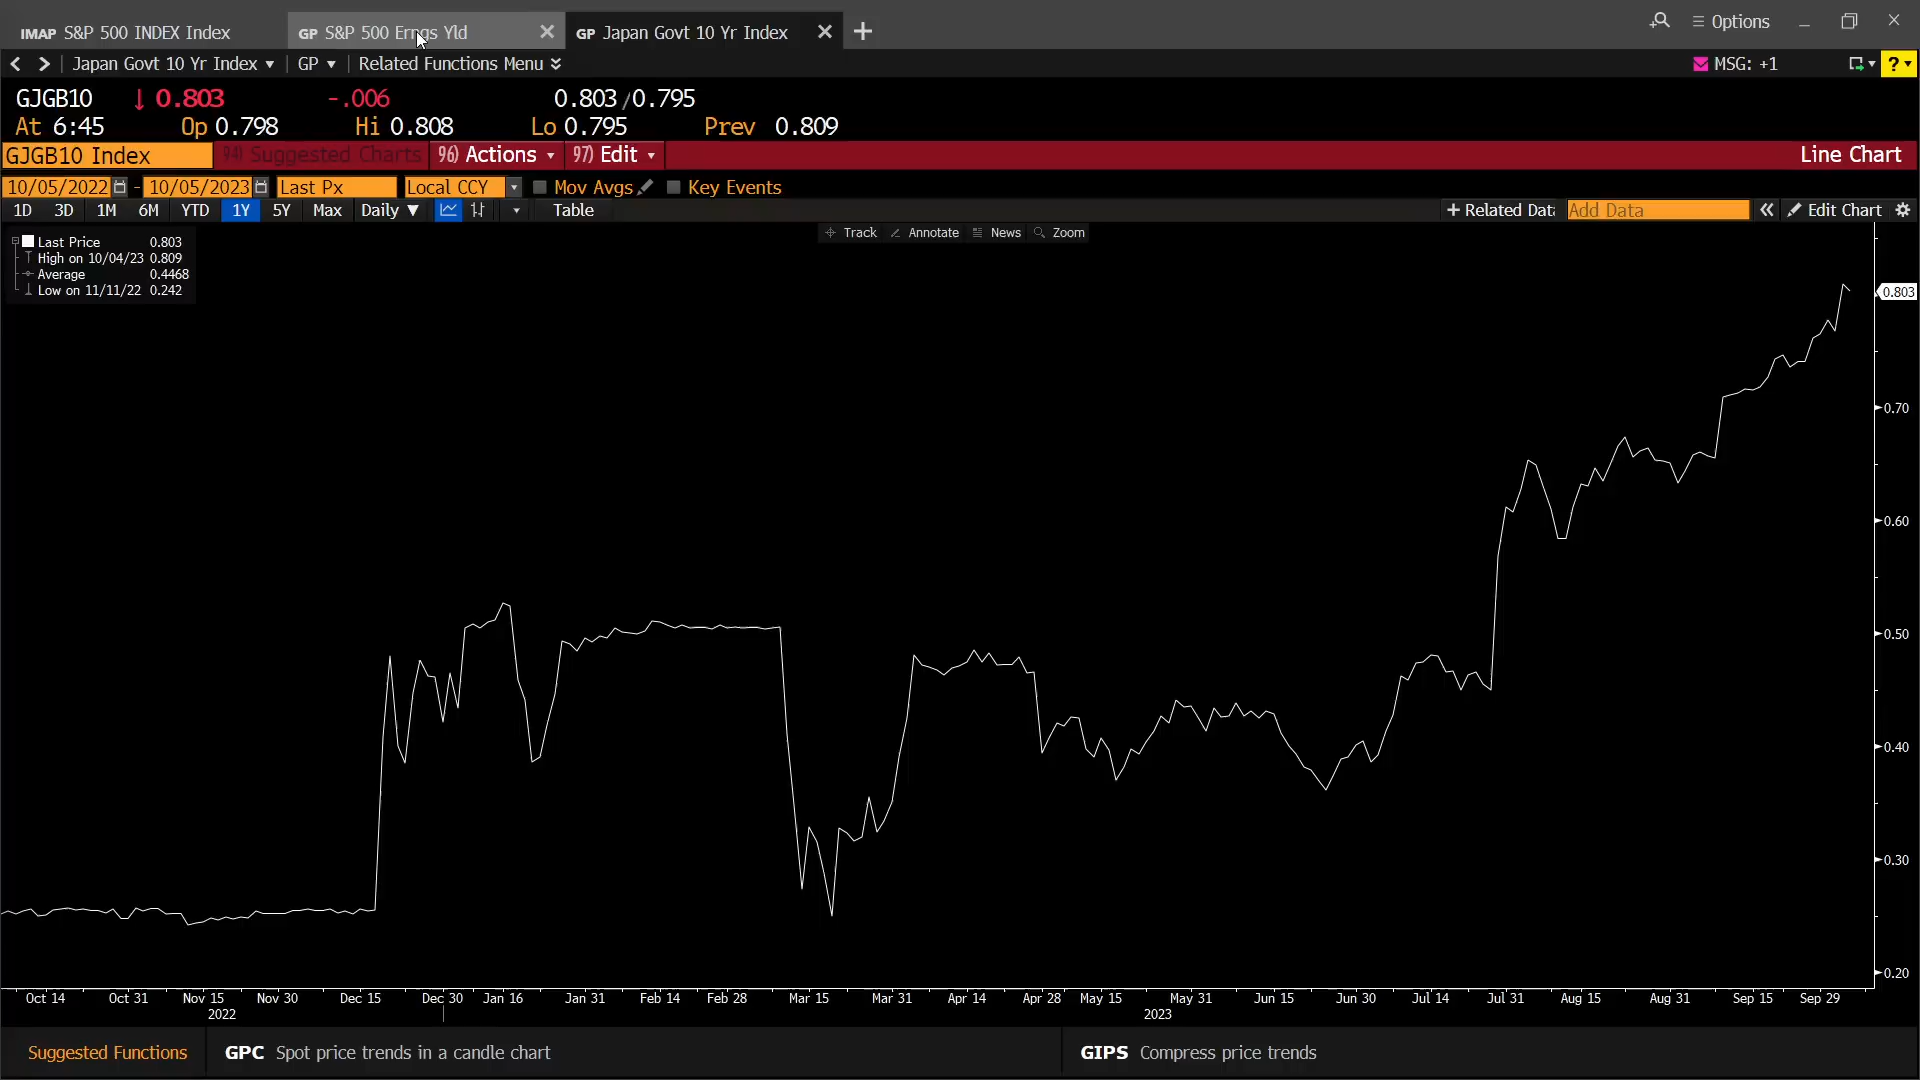 IMAP S&P 500 INDEX Index
GP S&P 500 Erngs Yld
GP Japan Govt 10 Yr Index
Options
Japan Govt 10 Yr Index
GP
Related Functions Menu
MSG: +1
?
GJGB10 ↓ 0.803 -.006 0.803/0.795
At 6:45 Op 0.798 Hi 0.808 Lo 0.795 Prev 0.809
GJGB10 Index 94) Suggested Charts 96) Actions 97) Edit Line Chart
10/05/2022 - 10/05/2023 Last Px Local CCY Mov Avgs Key Events
1D 3D 1M 6M YTD 1Y 5Y Max Daily ▼ Table + Related Data Add Data « Edit Chart
Track Annotate News Zoom
Last Price 0.803
High on 10/04/23 0.809
Average 0.4468
Low on 11/11/22 0.242
0.803
0.70
0.60
0.50
0.40
0.30
0.20
Oct 14 Oct 31 Nov 15 Nov 30 Dec 15 Dec 30 Jan 16 Jan 31 Feb 14 Feb 28 Mar 15 Mar 31 Apr 14 Apr 28 May 15 May 31 Jun 15 Jun 30 Jul 14 Jul 31 Aug 15 Aug 31 Sep 15 Sep 29
2022 2023
Suggested Functions GPC Spot price trends in a candle chart GIPS Compress price trends